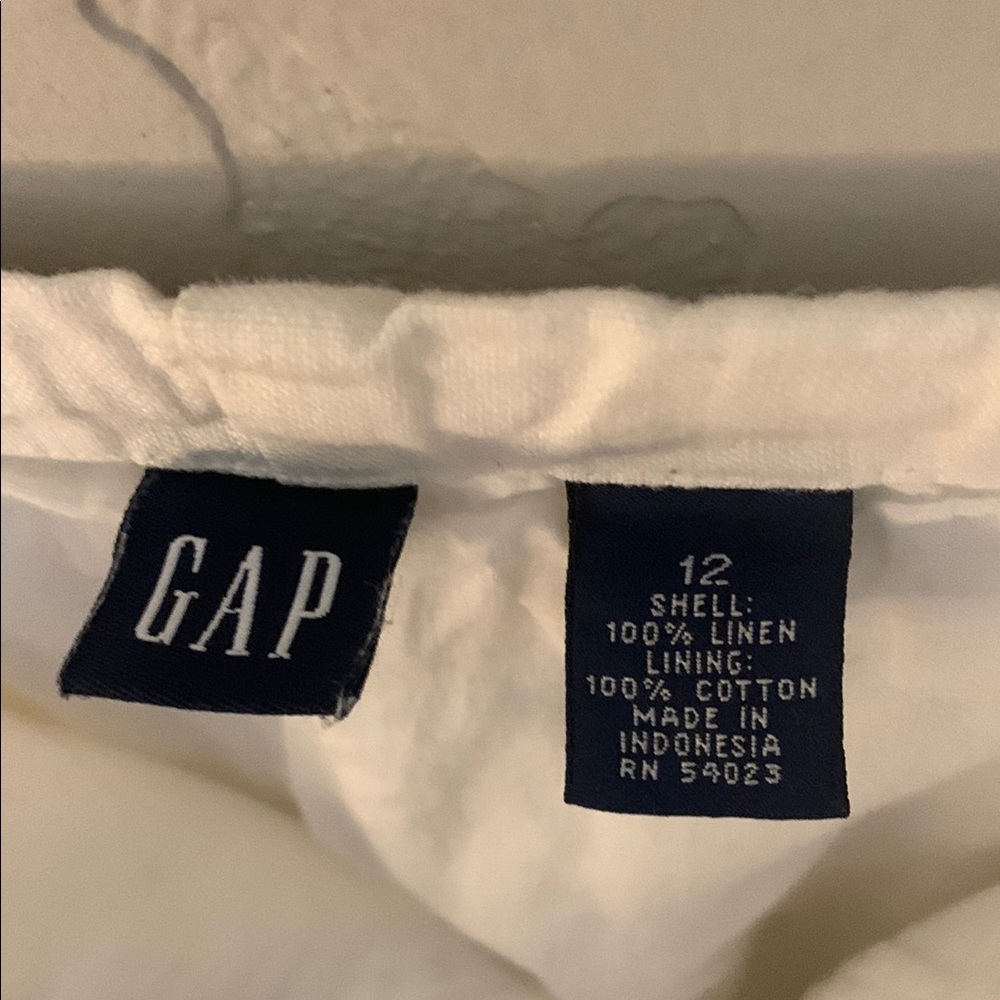 GAP
12
SHELL:
100% LINEN
LINING:
100% COTTON
MADE IN
INDONESIA
RN 54023